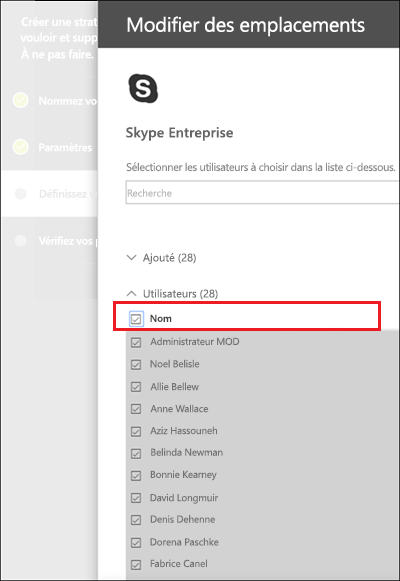 Créer une strat
vouloir et supp
À ne pas faire.
Nommez vo
Paramètres
Définissez v
Vérifiez vos p
Modifier des emplacements
Skype Entreprise
Sélectionner les utilisateurs à choisir dans la liste ci-dessous.
Recherche
Ajouté (28)
Utilisateurs (28)
Nom
Administrateur MOD
Noel Belisle
Allie Bellew
Anne Wallace
Aziz Hassouneh
Belinda Newman
Bonnie Kearney
David Longmuir
Denis Dehenne
Dorena Paschke
Fabrice Canel